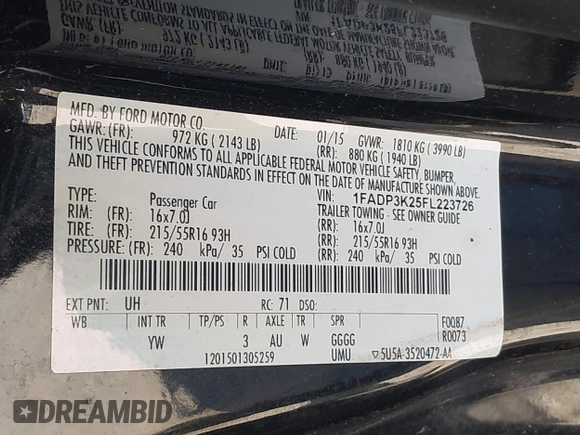 MFD. BY FORD MOTOR CO.
DATE: 01/15 GVWR: 1810 KG ( 3990 LB)
GAWR: (FR): 972 KG ( 2143 LB) (RR): 880 KG ( 1940 LB)
THIS VEHICLE CONFORMS TO ALL APPLICABLE FEDERAL MOTOR VEHICLE SAFETY, BUMPER,
AND THEFT PREVENTION STANDARDS IN EFFECT ON THE DATE OF MANUFACTURE SHOWN ABOVE.
VIN: 1FADP3K25FL223726
TYPE: Passenger Car TRAILER TOWING - SEE OWNER GUIDE
RIM: (FR): 16x7.0J (RR): 16x7.0J
TIRE: (FR): 215/55R16 93H (RR): 215/55R16 93H
PRESSURE: (FR): 240 kPa/ 35 PSI COLD (RR): 240 kPa/ 35 PSI COLD
EXT PNT: UH RC: 71 DSO:
WB INT TR TP/PS R AXLE TR SPR F0087
YW 3 AU W GGGG R0073
1201501305259 UMU ▽5U5A-3520472-AA
DREAMBID